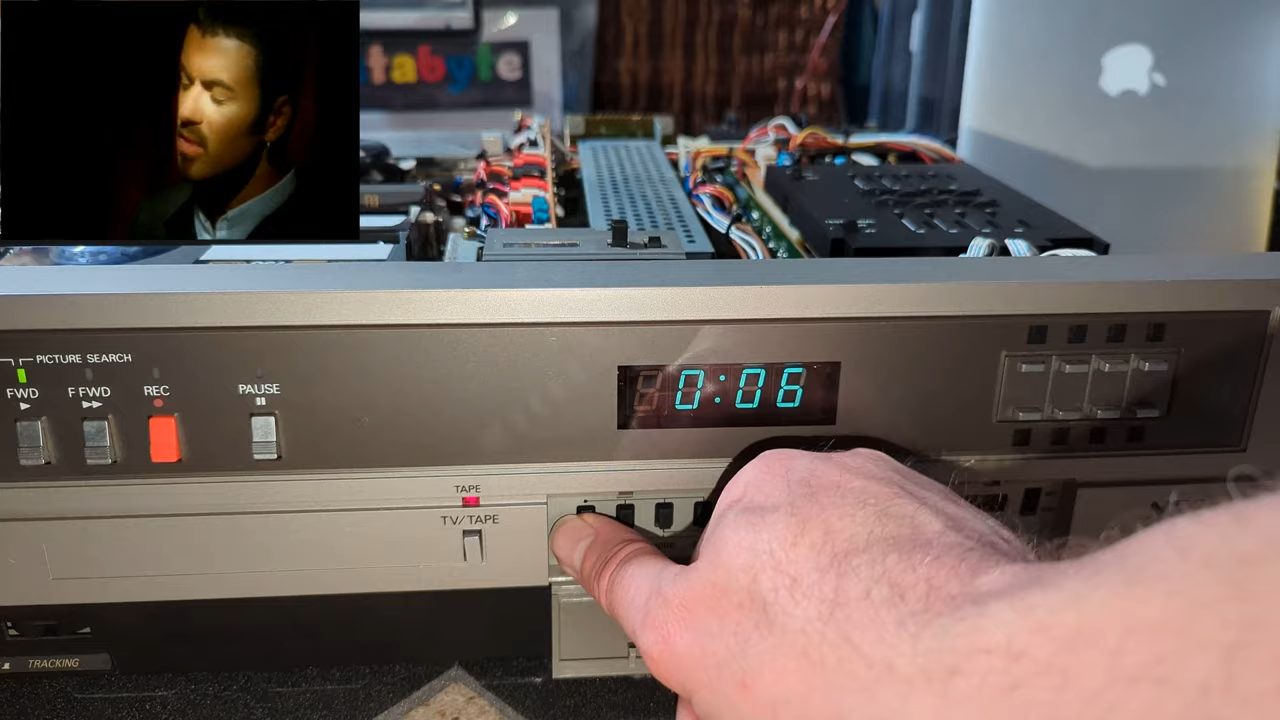 tabyte
PICTURE SEARCH
FWD
F FWD
REC
PAUSE
0:06
TAPE
TV/TAPE
TRACKING